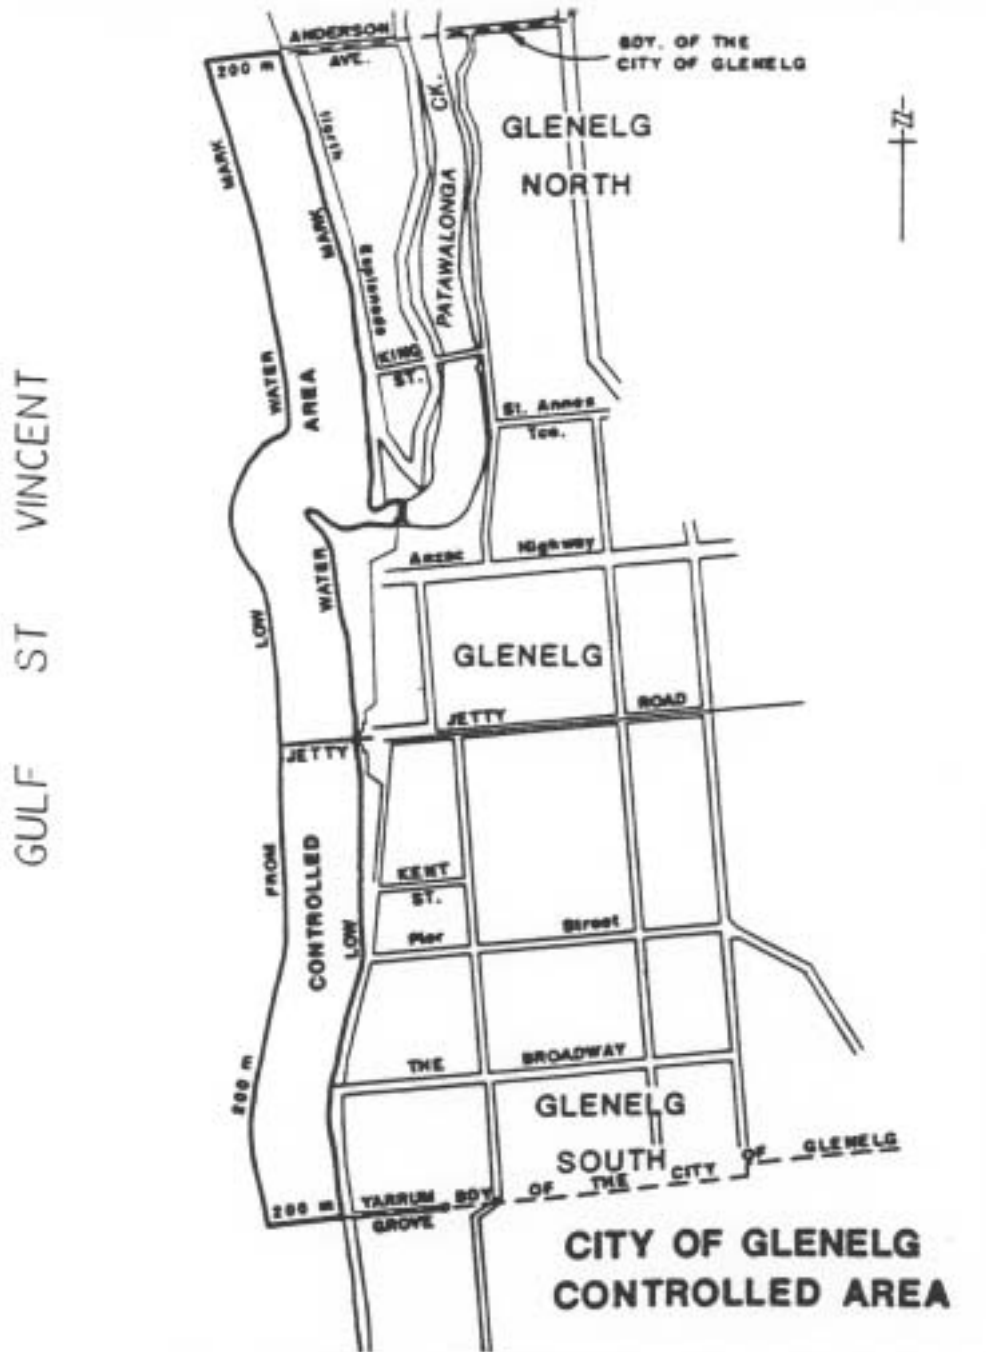 ANDERSON
AVE.
BDY. OF THE
CITY OF GLENELG
200 m
CK.
GLENELG
NORTH
North
MARK
MARK
PATAWALONGA
Esplanade
KING
ST.
WATER
AREA
St. Annes
Tce.
GULF ST VINCENT
Anzac Highway
WATER
LOW
GLENELG
JETTY ROAD
JETTY
FROM
CONTROLLED
LOW
KENT
ST.
Pier Street
THE BROADWAY
200 m
GLENELG
SOUTH
200 m
YARRUM
GROVE
BDY OF THE CITY OF GLENELG
CITY OF GLENELG
CONTROLLED AREA